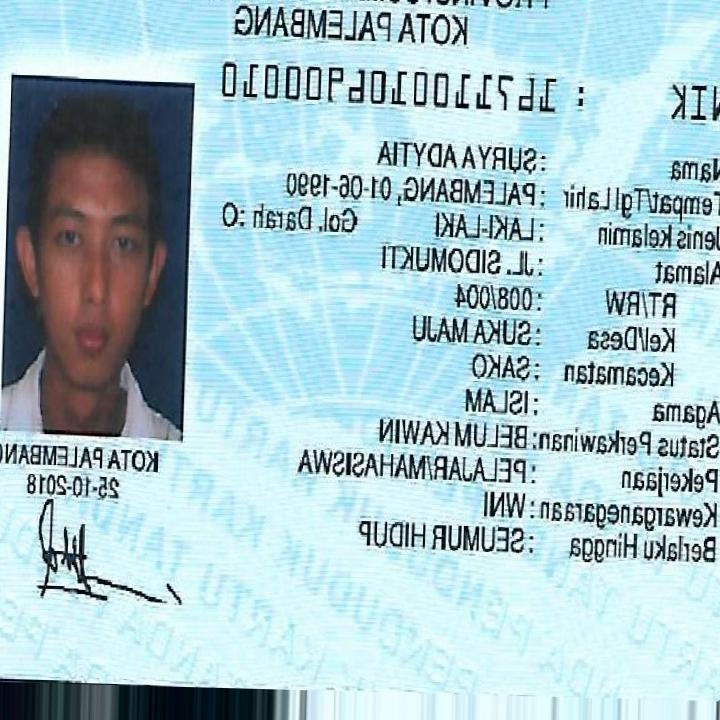 KOTA PALEMBANG
NIK : 1671100106900010
Nama : SURYA ADYTIA
Tempat/Tgl Lahir : PALEMBANG, 01-06-1990
Jenis kelamin : LAKI-LAKI Gol. Darah : O
Alamat : JL. SIDOMUKTI
RT/RW : 008/004
Kel/Desa : SUKA MAJU
Kecamatan : SAKO
Agama : ISLAM
Status Perkawinan: BELUM KAWIN
Pekerjaan : PELAJAR/MAHASISWA
Kewarganegaraan: WNI
Berlaku Hingga : SEUMUR HIDUP
KOTA PALEMBANG
25-10-2018